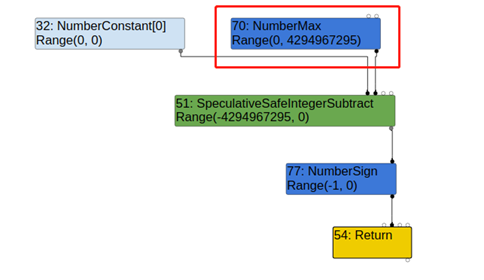 32: NumberConstant[0]
Range(0, 0)
70: NumberMax
Range(0, 4294967295)
51: SpeculativeSafeIntegerSubtract
Range(-4294967295, 0)
77: NumberSign
Range(-1, 0)
54: Return